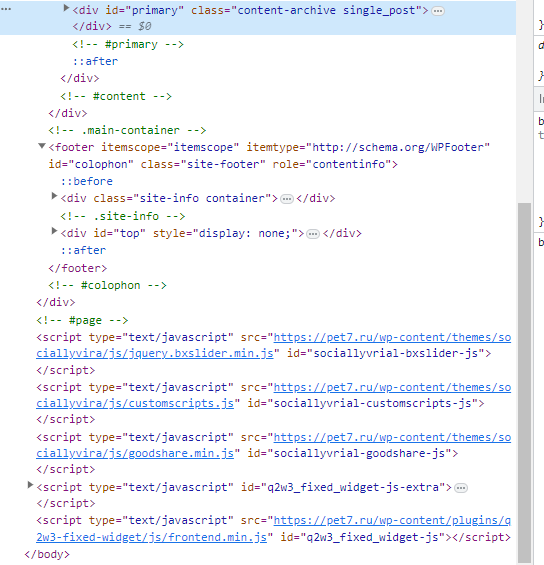 <div id="primary" class="content-archive single_post">
</div> == $0
<!-- #primary -->
::after
</div>
<!-- #content -->
</div>
<!-- .main-container -->
<footer itemscope="itemscope" itemtype="http://schema.org/WPFooter"
id="colophon" class="site-footer" role="contentinfo">
::before
<div class="site-info container"></div>
<!-- .site-info -->
<div id="top" style="display: none;"></div>
::after
</footer>
<!-- #colophon -->
</div>
<!-- #page -->
<script type="text/javascript" src="https://pet7.ru/wp-content/themes/so
ciallyvira/js/jquery.bxslider.min.js" id="sociallyvrial-bxslider-js">
</script>
<script type="text/javascript" src="https://pet7.ru/wp-content/themes/so
ciallyvira/js/customscripts.js" id="sociallyvrial-customscripts-js">
</script>
<script type="text/javascript" src="https://pet7.ru/wp-content/themes/so
ciallyvira/js/goodshare.min.js" id="sociallyvrial-goodshare-js">
</script>
<script type="text/javascript" id="q2w3_fixed_widget-js-extra">
</script>
<script type="text/javascript" src="https://pet7.ru/wp-content/plugins/q
2w3-fixed-widget/js/frontend.min.js" id="q2w3_fixed_widget-js"></script>
</body>